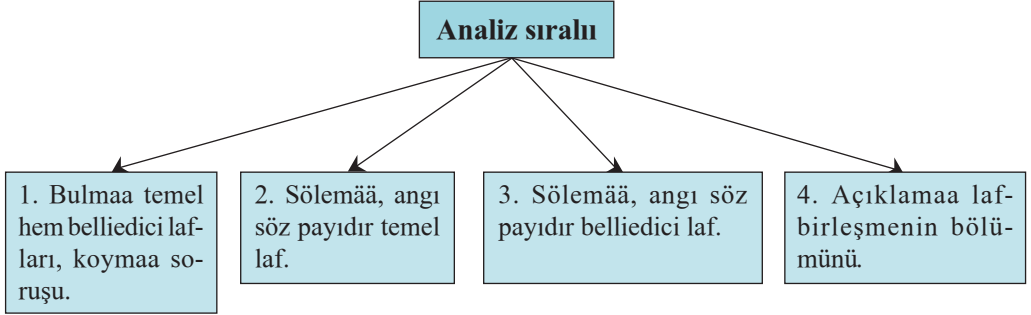 Analiz sıralıı
1. Bulmaa temel
hem belliedici laf-
ları, koymaa so-
ruşu.
2. Sölemää, angı
söz payıdır temel
laf.
3. Sölemää, angı söz
payıdır belliedici laf.
4. Açıklamaa laf-
birleşmenin bölü-
münü.